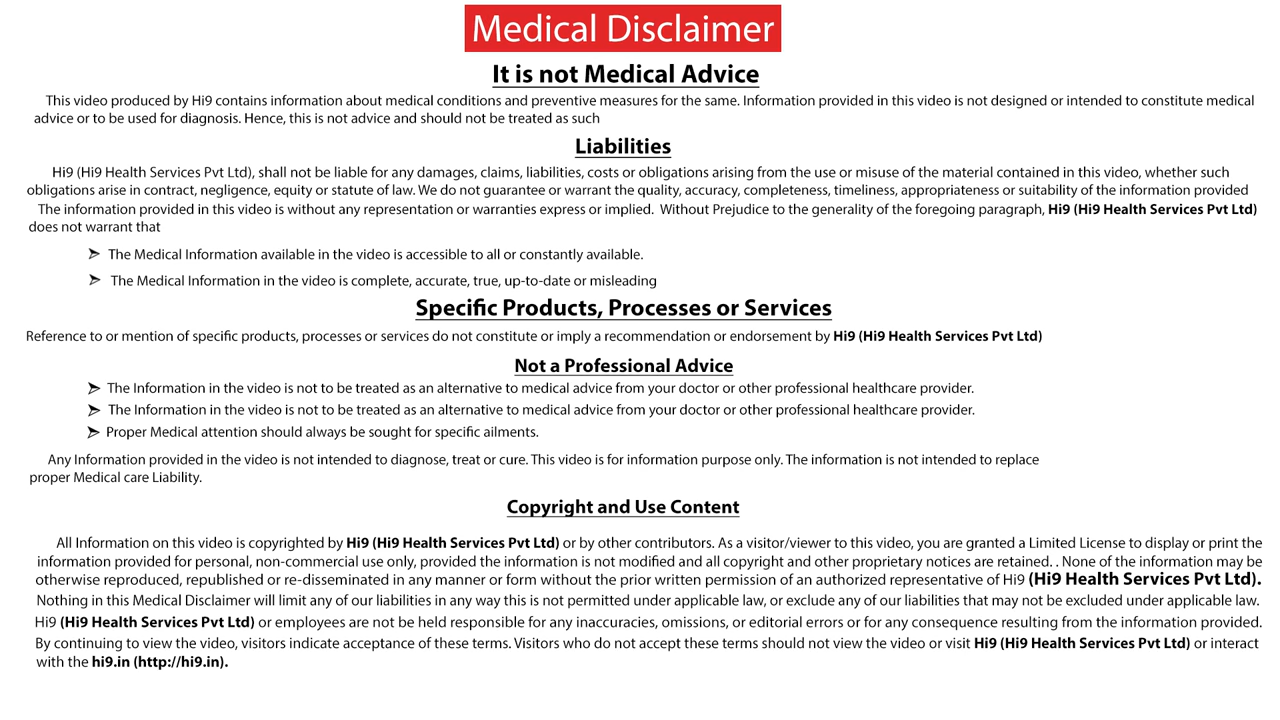 Medical Disclaimer
It is not Medical Advice
This video produced by Hi9 contains information about medical conditions and preventive measures for the same. Information provided in this video is not designed or intended to constitute medical
advice or to be used for diagnosis. Hence, this is not advice and should not be treated as such
Liabilities
Hi9 (Hi9 Health Services Pvt Ltd), shall not be liable for any damages, claims, liabilities, costs or obligations arising from the use or misuse of the material contained in this video, whether such
obligations arise in contract, negligence, equity or statute of law. We do not guarantee or warrant the quality, accuracy, completeness, timeliness, appropriateness or suitability of the information provided
The information provided in this video is without any representation or warranties express or implied. Without Prejudice to the generality of the foregoing paragraph, Hi9 (Hi9 Health Services Pvt Ltd)
does not warrant that
➢ The Medical Information available in the video is accessible to all or constantly available.
➢ The Medical Information in the video is complete, accurate, true, up-to-date or misleading
Specific Products, Processes or Services
Reference to or mention of specific products, processes or services do not constitute or imply a recommendation or endorsement by Hi9 (Hi9 Health Services Pvt Ltd)
Not a Professional Advice
➢ The Information in the video is not to be treated as an alternative to medical advice from your doctor or other professional healthcare provider.
➢ The Information in the video is not to be treated as an alternative to medical advice from your doctor or other professional healthcare provider.
➢ Proper Medical attention should always be sought for specific ailments.
Any Information provided in the video is not intended to diagnose, treat or cure. This video is for information purpose only. The information is not intended to replace
proper Medical care Liability.
Copyright and Use Content
All Information on this video is copyrighted by Hi9 (Hi9 Health Services Pvt Ltd) or by other contributors. As a visitor/viewer to this video, you are granted a Limited License to display or print the
information provided for personal, non-commercial use only, provided the information is not modified and all copyright and other proprietary notices are retained. . None of the information may be
otherwise reproduced, republished or re-disseminated in any manner or form without the prior written permission of an authorized representative of Hi9 (Hi9 Health Services Pvt Ltd).
Nothing in this Medical Disclaimer will limit any of our liabilities in any way this is not permitted under applicable law, or exclude any of our liabilities that may not be excluded under applicable law.
Hi9 (Hi9 Health Services Pvt Ltd) or employees are not be held responsible for any inaccuracies, omissions, or editorial errors or for any consequence resulting from the information provided.
By continuing to view the video, visitors indicate acceptance of these terms. Visitors who do not accept these terms should not view the video or visit Hi9 (Hi9 Health Services Pvt Ltd) or interact
with the hi9.in (http://hi9.in).